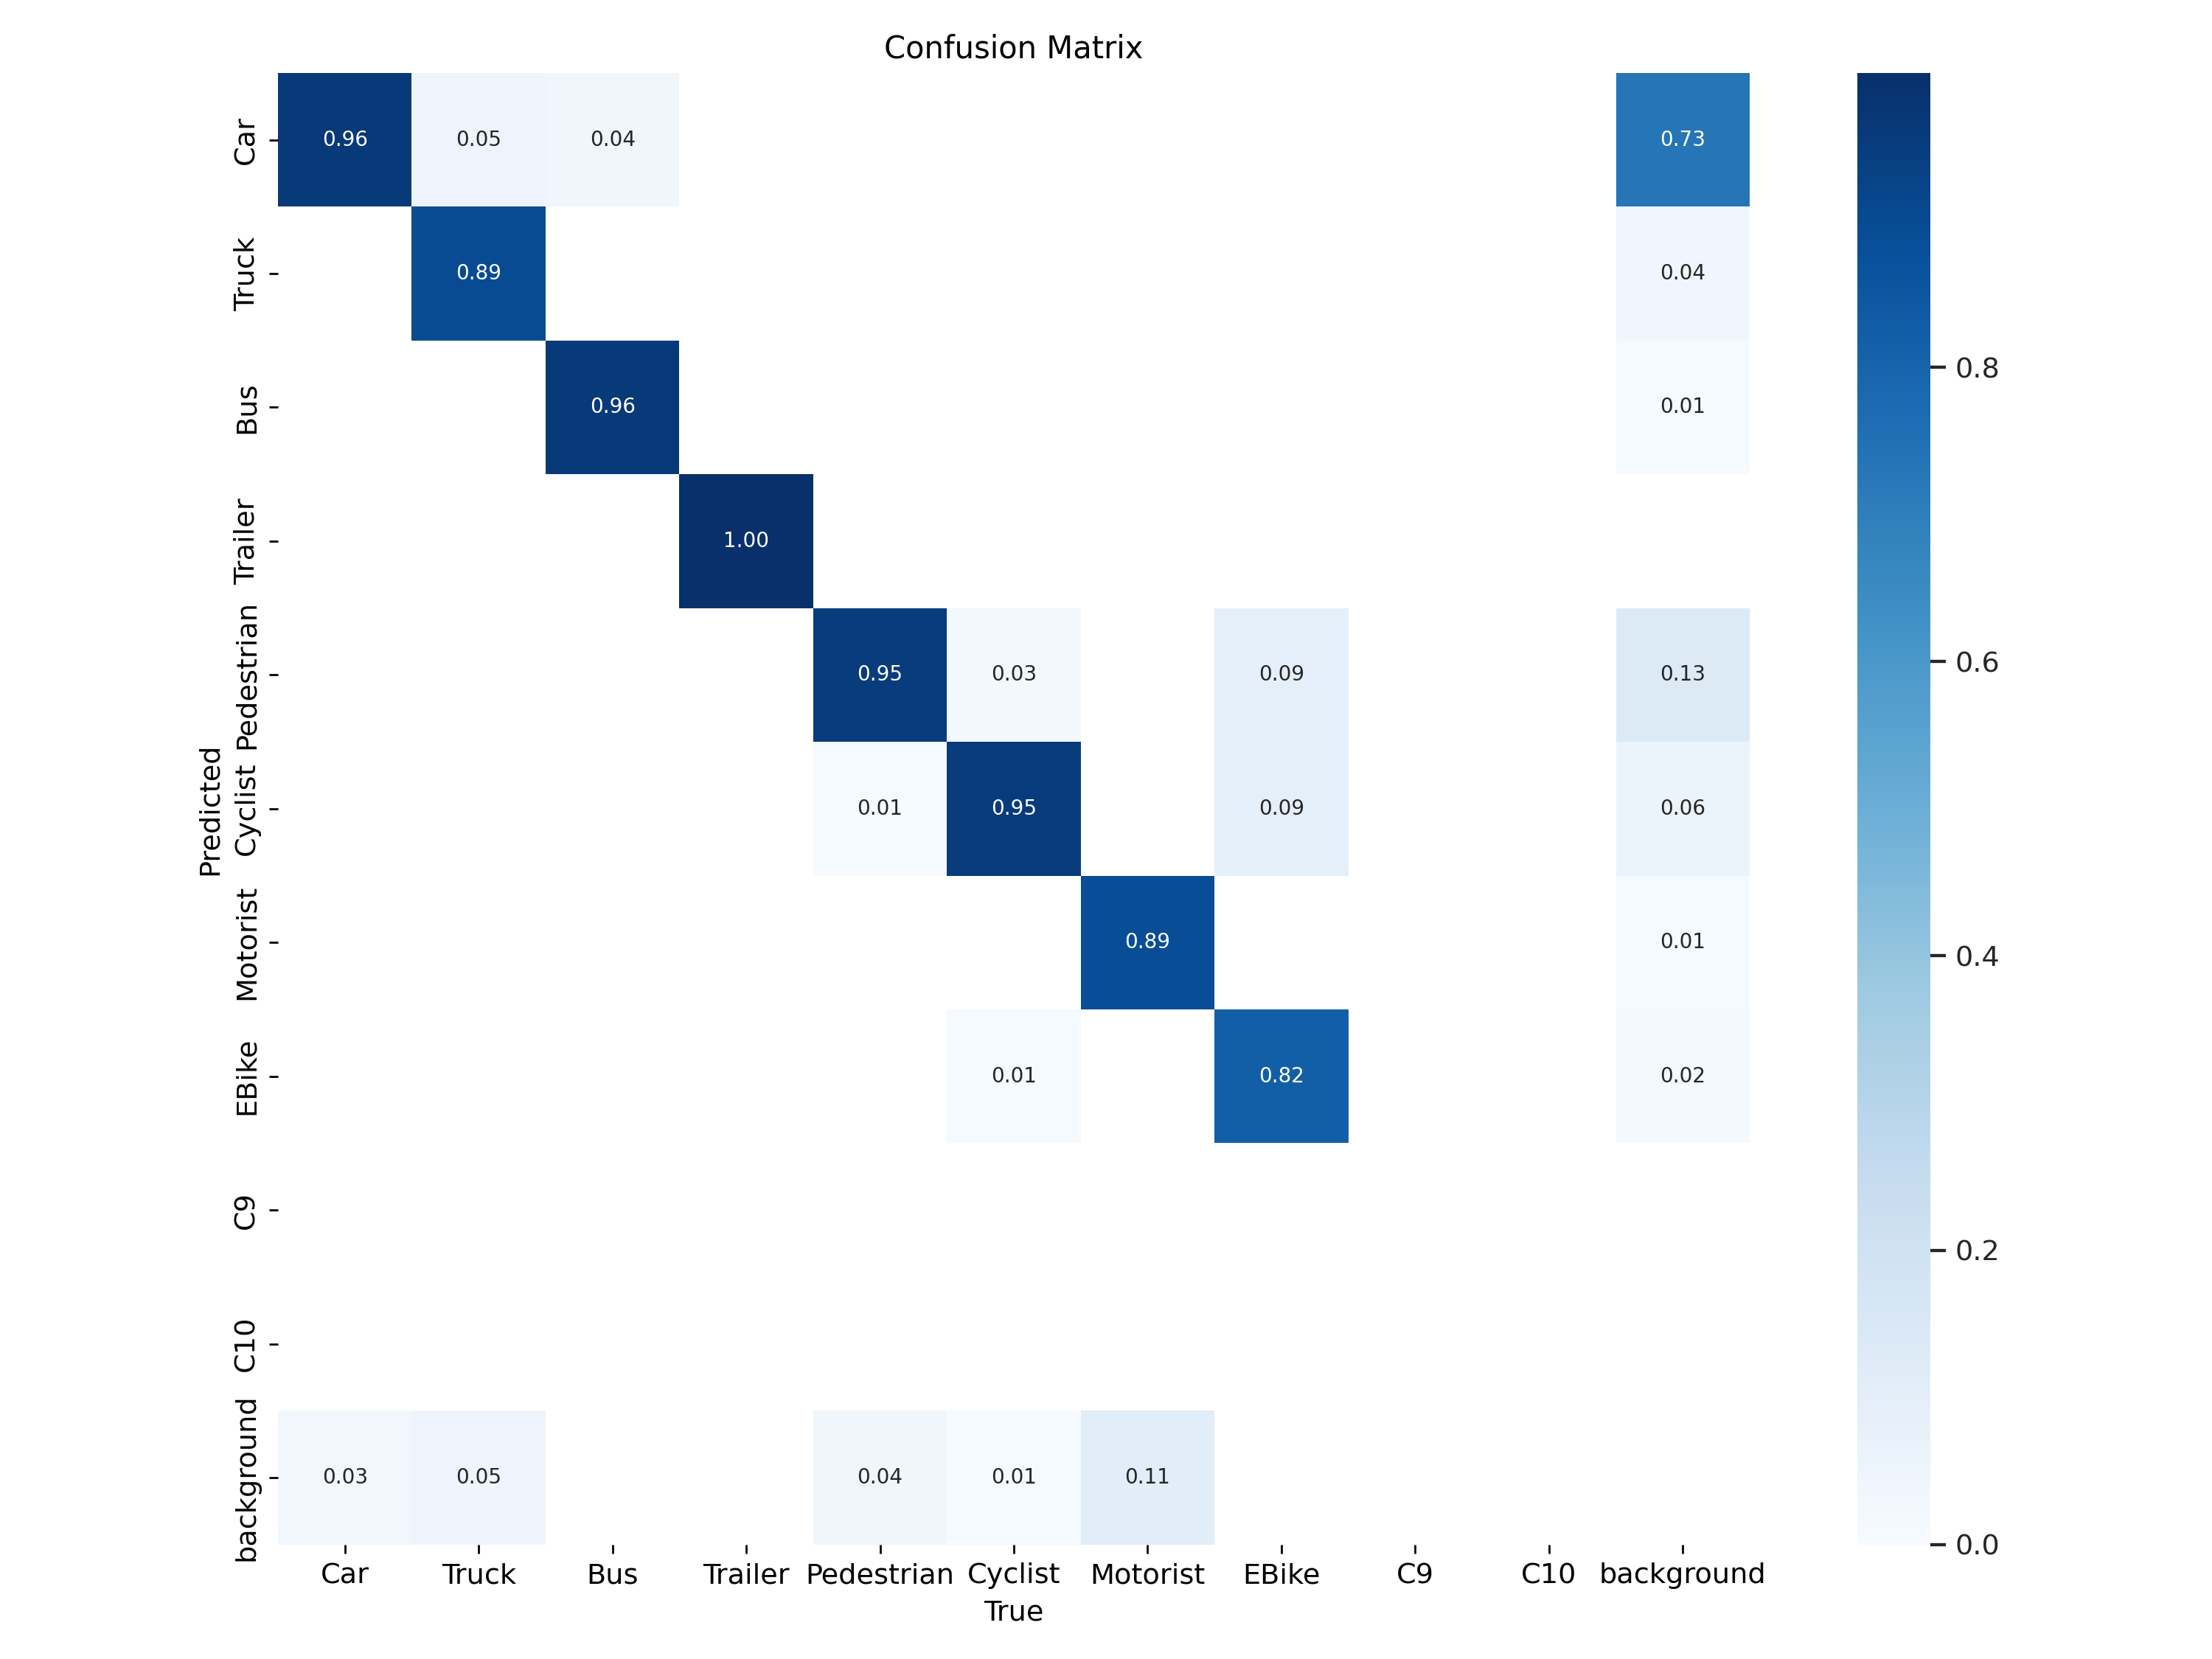 Confusion Matrix
Car 0.96 0.05 0.04 0.73
Truck 0.89 0.04
Bus 0.96 0.01 0.8
Trailer 1.00
Pedestrian 0.95 0.03 0.09 0.13 0.6
Predicted
Cyclist 0.01 0.95 0.09 0.06
Motorist 0.89 0.01 0.4
EBike 0.01 0.82 0.02
C9 0.2
C10
background 0.03 0.05 0.04 0.01 0.11 0.0
Car Truck Bus Trailer Pedestrian Cyclist Motorist EBike C9 C10 background
True